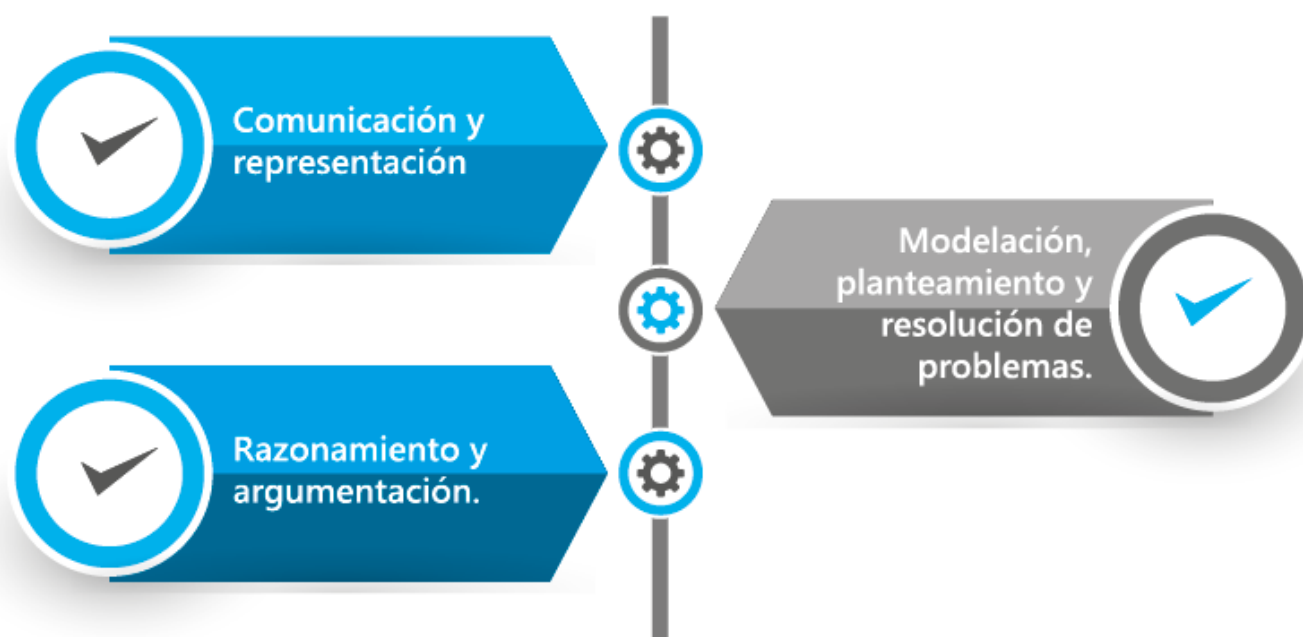 Comunicación y
representación
Modelación,
planteamiento y
resolución de
problemas.
Razonamiento y
argumentación.